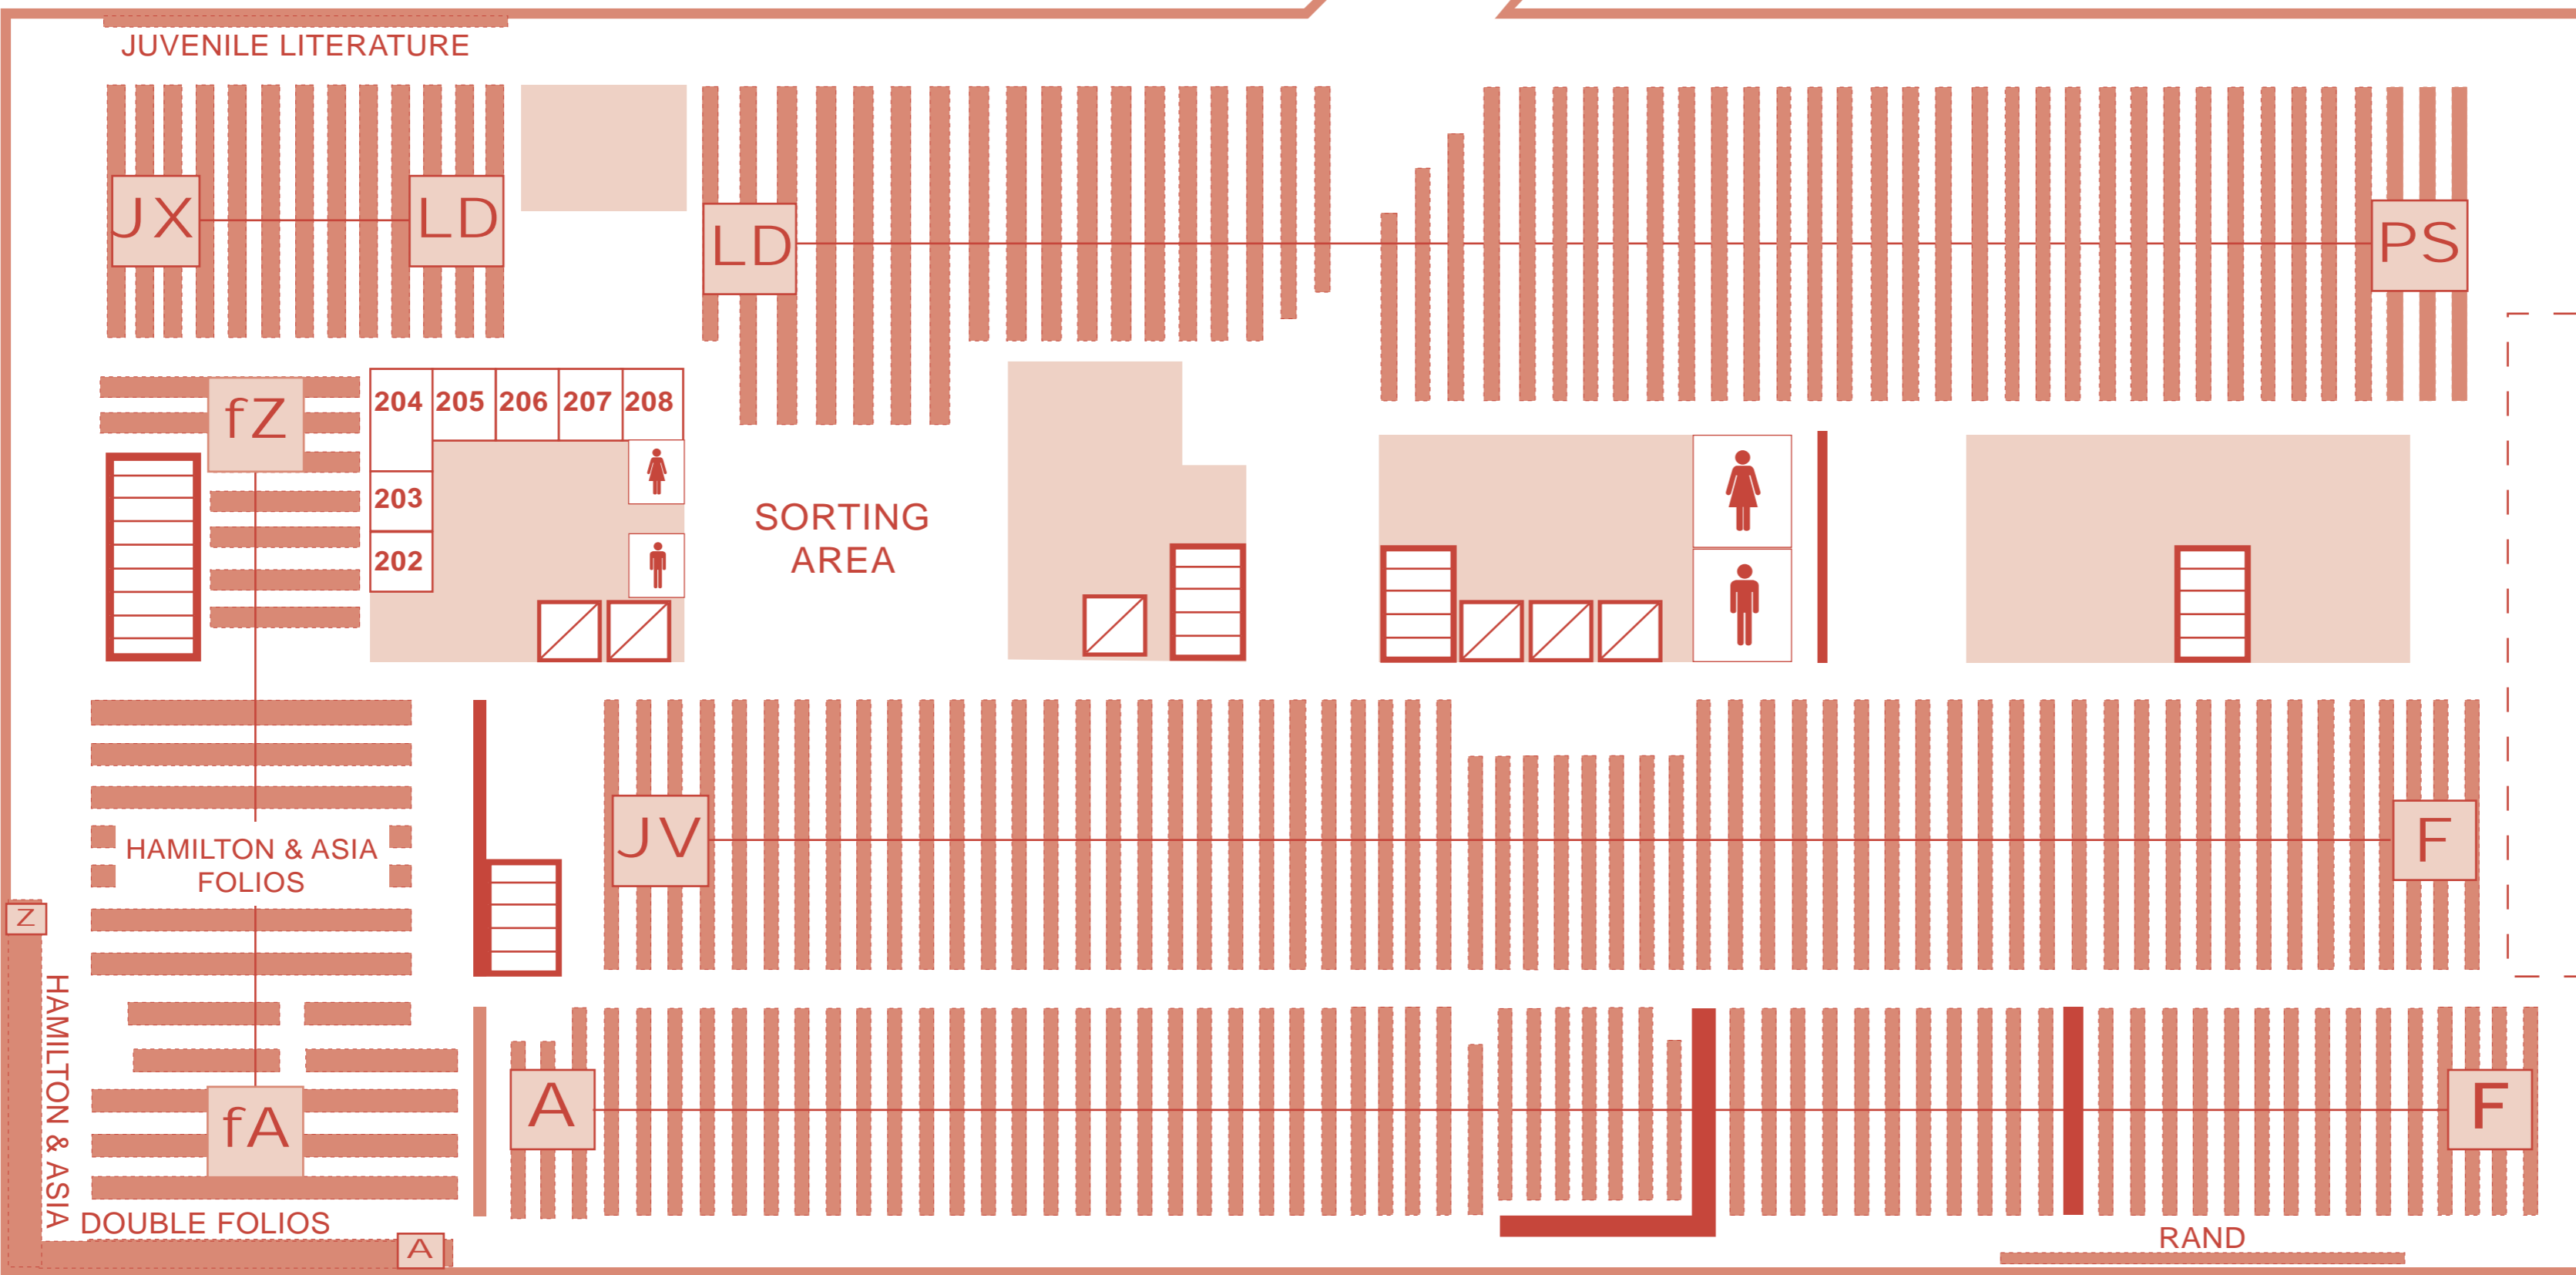 JUVENILE LITERATURE
JX
LD
LD
PS
fZ
204
205
206
207
208
203
202
SORTING
AREA
JV
F
HAMILTON & ASIA
FOLIOS
Z
HAMILTON & ASIA
fA
A
F
DOUBLE FOLIOS
A
RAND